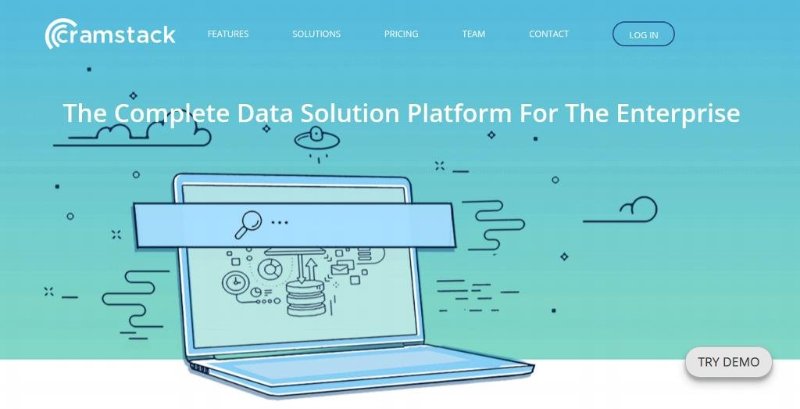 cramstack
FEATURES
SOLUTIONS
PRICING
TEAM
CONTACT
LOG IN
The Complete Data Solution Platform For The Enterprise
TRY DEMO